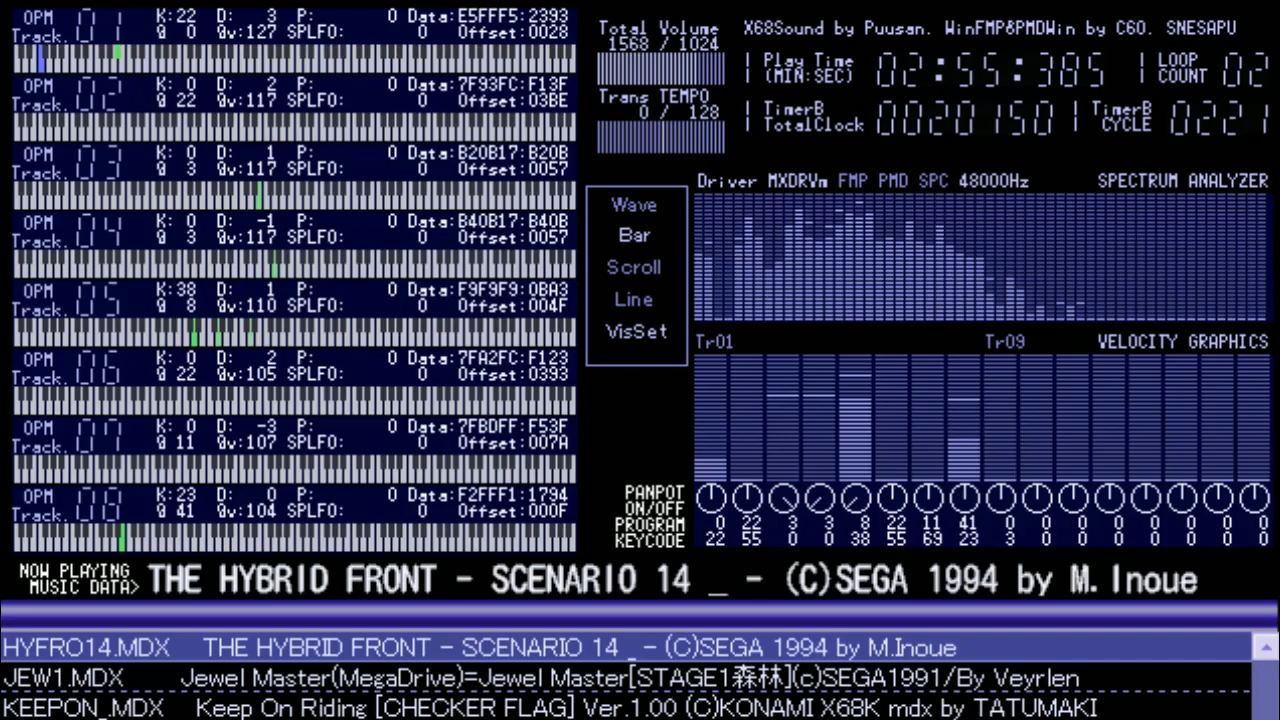 OPM Track. 01 K:22 D: 3 P: 0 Data:E5FFF5:2393
@ 0 @v:127 SPLFO: 0 Offset:0028
OPM Track. 02 K: 0 D: 2 P: 0 Data:7F93FC:F13F
@ 22 @v:117 SPLFO: 0 Offset:03BE
OPM Track. 03 K: 0 D: 1 P: 0 Data:B20B17:B20B
@ 3 @v:117 SPLFO: 0 Offset:0057
OPM Track. 04 K: 0 D: -1 P: 0 Data:B40B17:B40B
@ 3 @v:117 SPLFO: 0 Offset:0057
OPM Track. 05 K:38 D: 1 P: 0 Data:F9F9F9:0BA3
@ 8 @v:110 SPLFO: 0 Offset:004F
OPM Track. 06 K: 0 D: 2 P: 0 Data:7FA2FC:F123
@ 22 @v:105 SPLFO: 0 Offset:0393
OPM Track. 07 K: 0 D: -3 P: 0 Data:7FBDFF:F53F
@ 11 @v:107 SPLFO: 0 Offset:007A
OPM Track. 08 K:23 D: 0 P: 0 Data:F2FFF1:1794
@ 41 @v:104 SPLFO: 0 Offset:000F
Total Volume
1568 / 1024
Trans TEMPO
0 / 128
X68Sound by Puusan. WinFMP&PMDWin by C60. SNESAPU
Play Time (MIN:SEC) 02:55:385 LOOP COUNT 02
TimerB TotalClock 0020150 TimerB CYCLE 0221
Driver MXDRVm FMP PMD SPC 48000Hz SPECTRUM ANALYZER
Wave
Bar
Scroll
Line
VisSet
Tr01 Tr09 VELOCITY GRAPHICS
PANPOT
ON/OFF
PROGRAM 0 22 3 3 8 22 11 41 0 0 0 0 0 0 0 0
KEYCODE 22 55 0 0 38 55 69 23 3 0 0 0 0 0 0 0
NOW PLAYING
MUSIC DATA> THE HYBRID FRONT - SCENARIO 14 _ - (C)SEGA 1994 by M.Inoue
HYFRO14.MDX THE HYBRID FRONT - SCENARIO 14 _ - (C)SEGA 1994 by M.Inoue
JEW1.MDX Jewel Master(MegaDrive)=Jewel Master[STAGE1森林](c)SEGA1991/By Veyrlen
KEEPON_.MDX Keep On Riding [CHECKER FLAG] Ver.1.00 (C)KONAMI X68K mdx by TATUMAKI